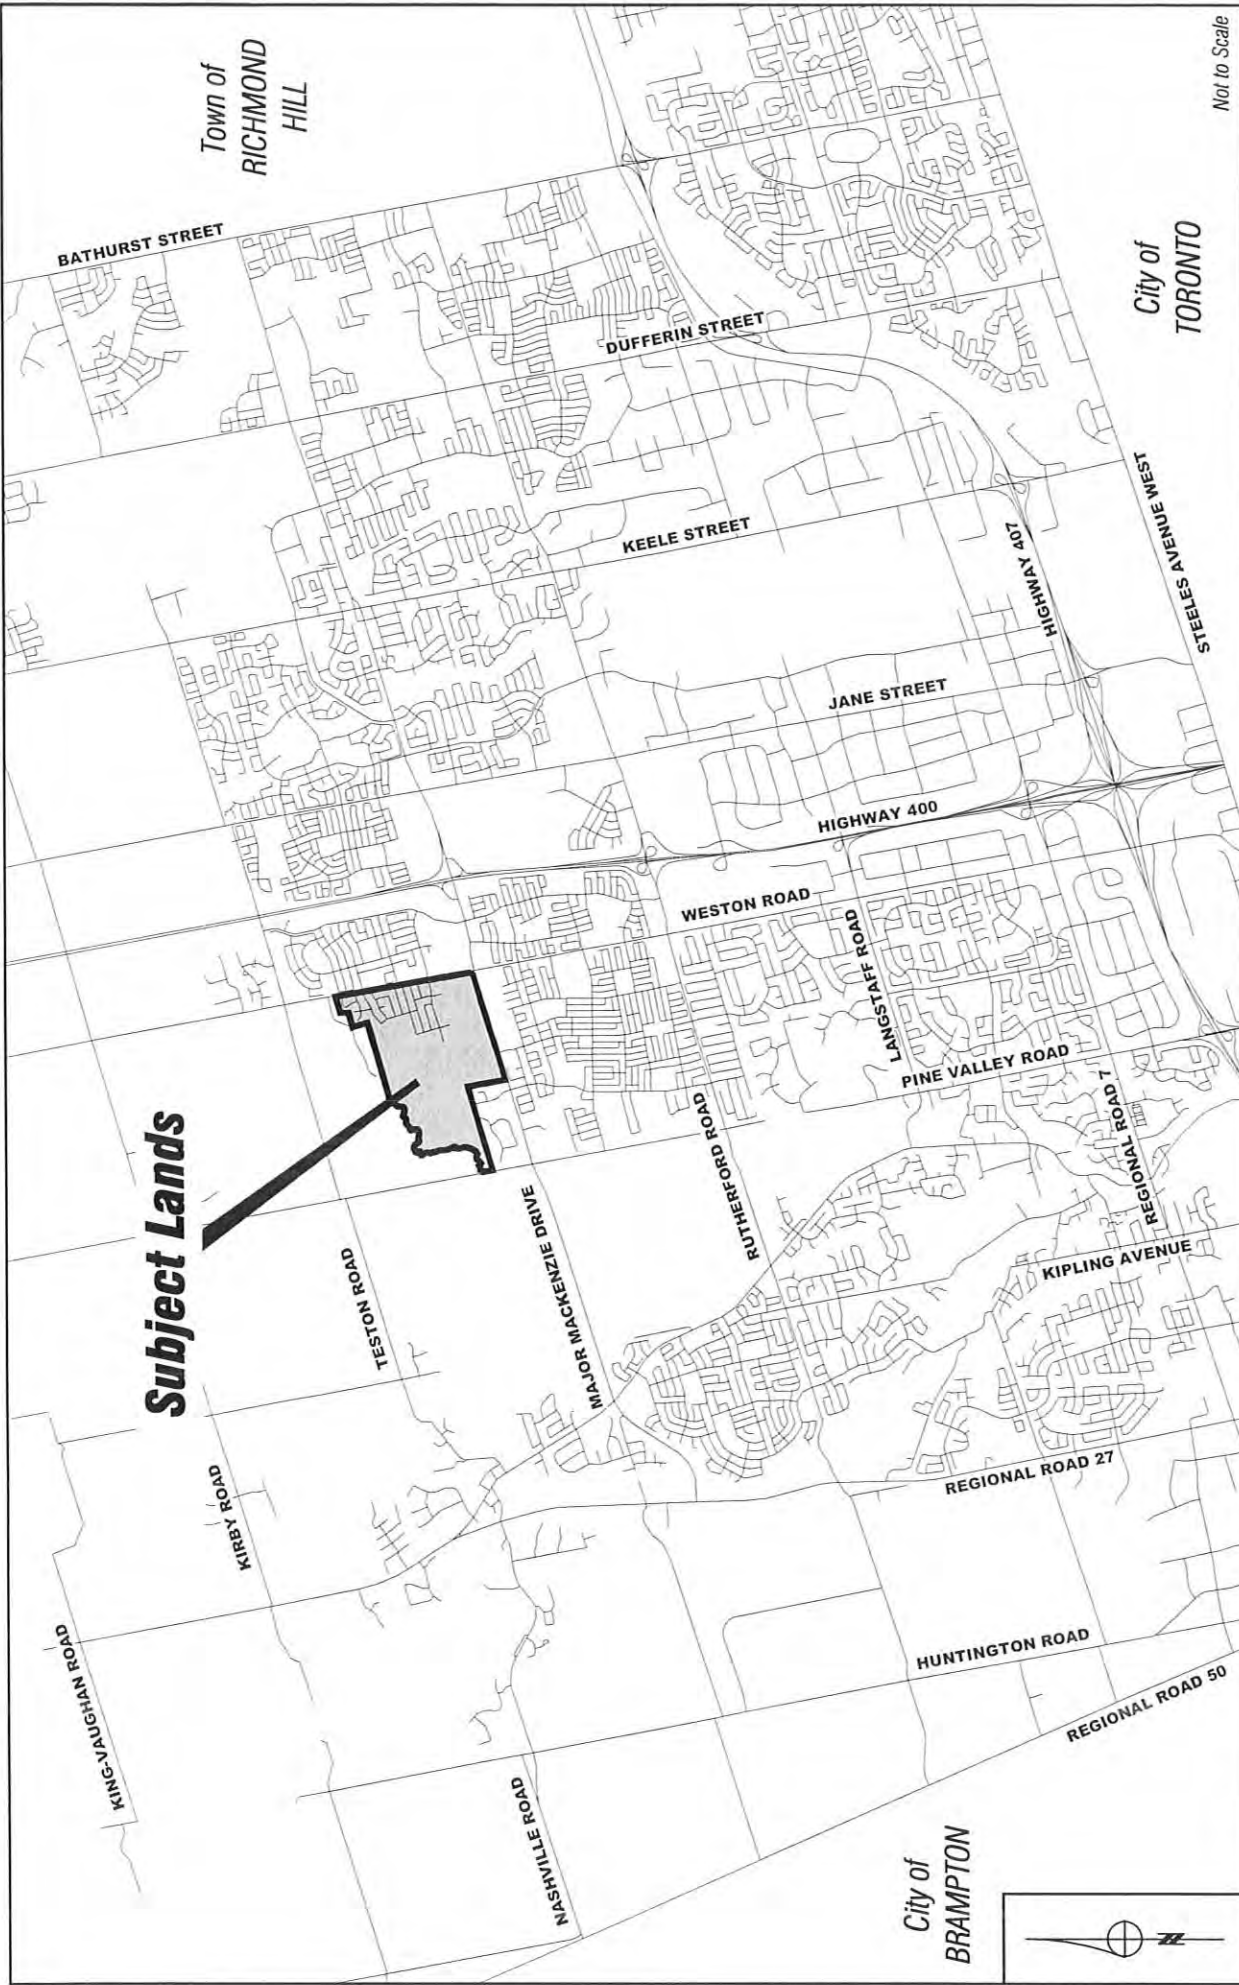 Town of
RICHMOND
HILL
Not to Scale
BATHURST STREET
City of
TORONTO
DUFFERIN STREET
KEELE STREET
HIGHWAY 407
STEELES AVENUE WEST
JANE STREET
HIGHWAY 400
WESTON ROAD
LANGSTAFF ROAD
PINE VALLEY ROAD
Subject Lands
RUTHERFORD ROAD
REGIONAL ROAD 7
MAJOR MACKENZIE DRIVE
TESTON ROAD
KIPLING AVENUE
KIRBY ROAD
REGIONAL ROAD 27
KING-VAUGHAN ROAD
HUNTINGTON ROAD
REGIONAL ROAD 50
NASHVILLE ROAD
City of
BRAMPTON
N